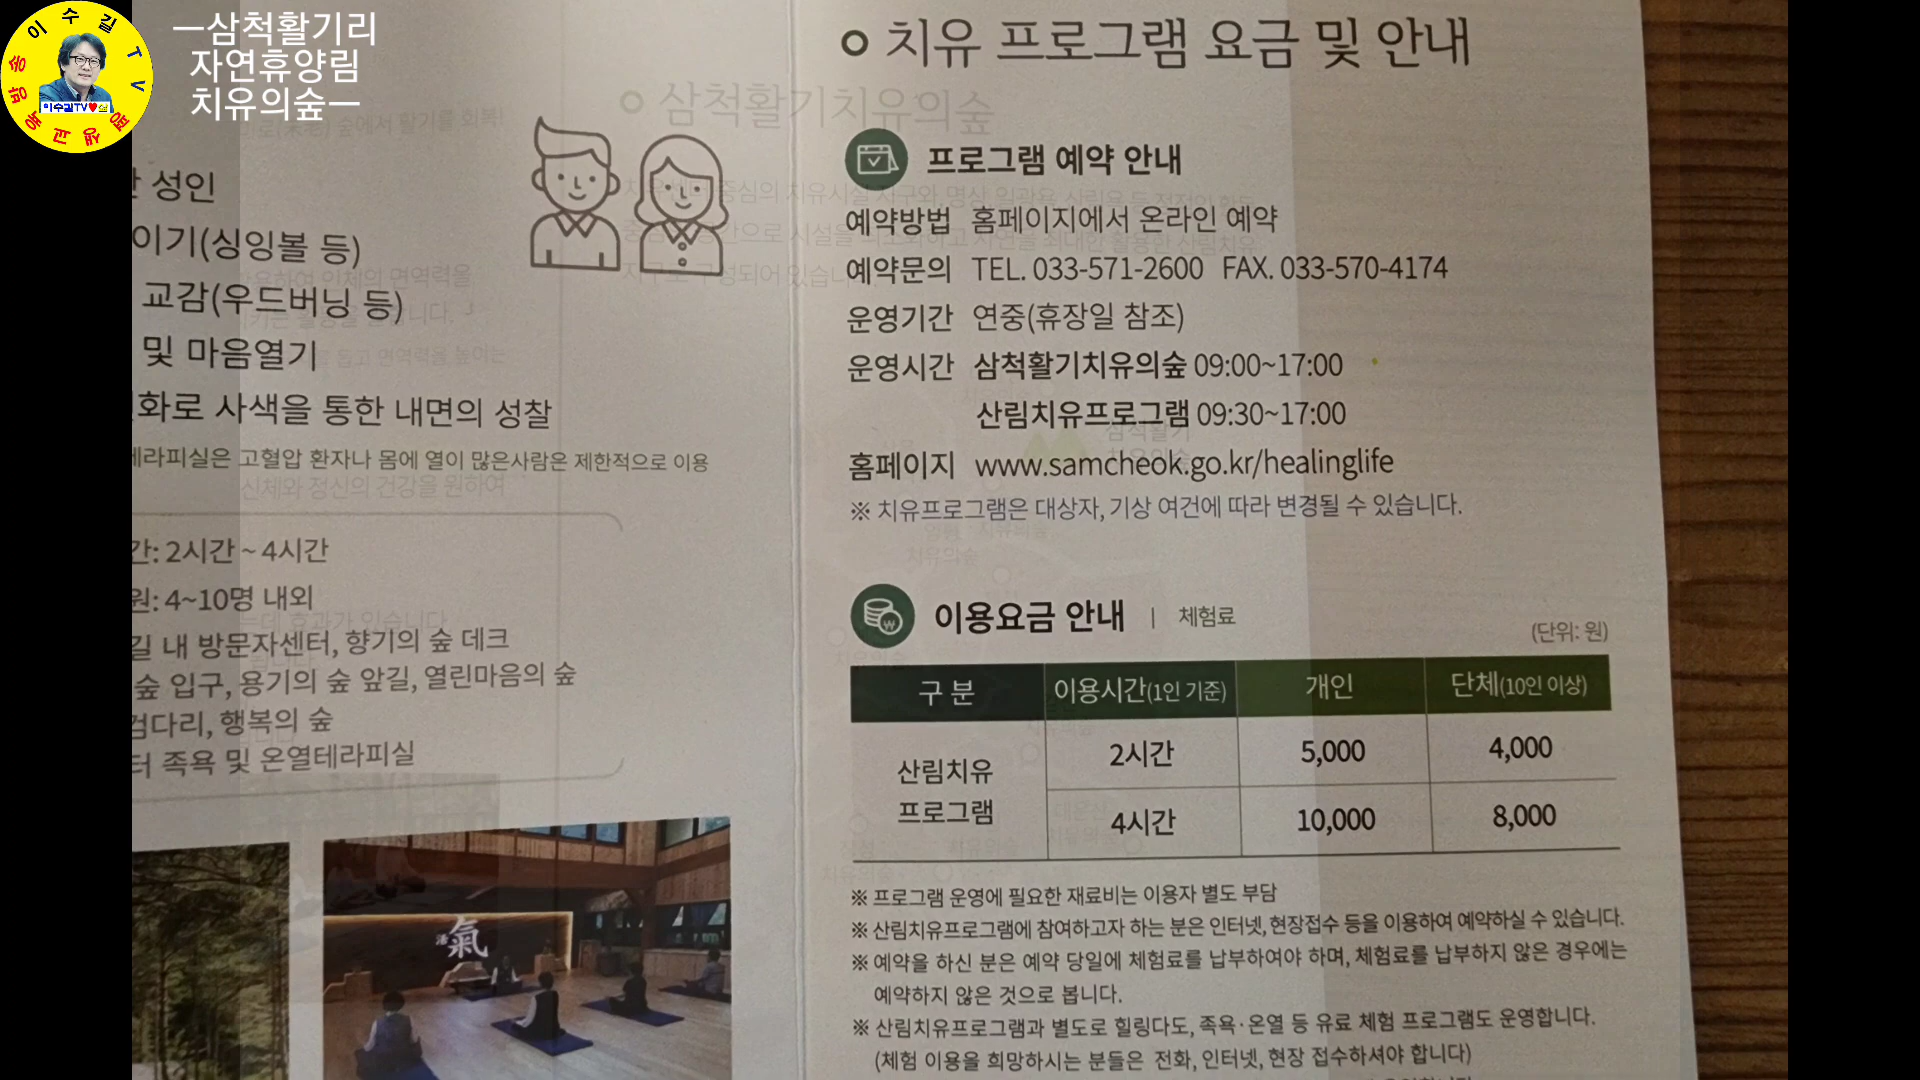 이수길TV
방송
평생교육
이수길TV♥
ㅡ삼척활기리
자연휴양림
치유의숲ㅡ
성인
이기(싱잉볼 등)
교감(우드버닝 등)
및 마음열기
화로 사색을 통한 내면의 성찰
테라피실은 고혈압 환자나 몸에 열이 많은사람은 제한적으로 이용
간: 2시간 ~ 4시간
원: 4~10명 내외
길 내 방문자센터, 향기의 숲 데크
숲 입구, 용기의 숲 앞길, 열린마음의 숲
검다리, 행복의 숲
터 족욕 및 온열테라피실
氣
치유 프로그램 요금 및 안내
삼척활기치유의숲
프로그램 예약 안내
예약방법 홈페이지에서 온라인 예약
예약문의 TEL. 033-571-2600 FAX. 033-570-4174
운영기간 연중(휴장일 참조)
운영시간 삼척활기치유의숲 09:00~17:00
산림치유프로그램 09:30~17:00
홈페이지 www.samcheok.go.kr/healinglife
※ 치유프로그램은 대상자, 기상 여건에 따라 변경될 수 있습니다.
이용요금 안내 | 체험료
(단위: 원)
구 분 이용시간(1인 기준) 개인 단체(10인 이상)
산림치유 프로그램
2시간 5,000 4,000
4시간 10,000 8,000
※ 프로그램 운영에 필요한 재료비는 이용자 별도 부담
※ 산림치유프로그램에 참여하고자 하는 분은 인터넷, 현장접수 등을 이용하여 예약하실 수 있습니다.
※ 예약을 하신 분은 예약 당일에 체험료를 납부하여야 하며, 체험료를 납부하지 않은 경우에는
예약하지 않은 것으로 봅니다.
※ 산림치유프로그램과 별도로 힐링다도, 족욕·온열 등 유료 체험 프로그램도 운영합니다.
(체험 이용을 희망하시는 분들은 전화, 인터넷, 현장 접수하셔야 합니다)